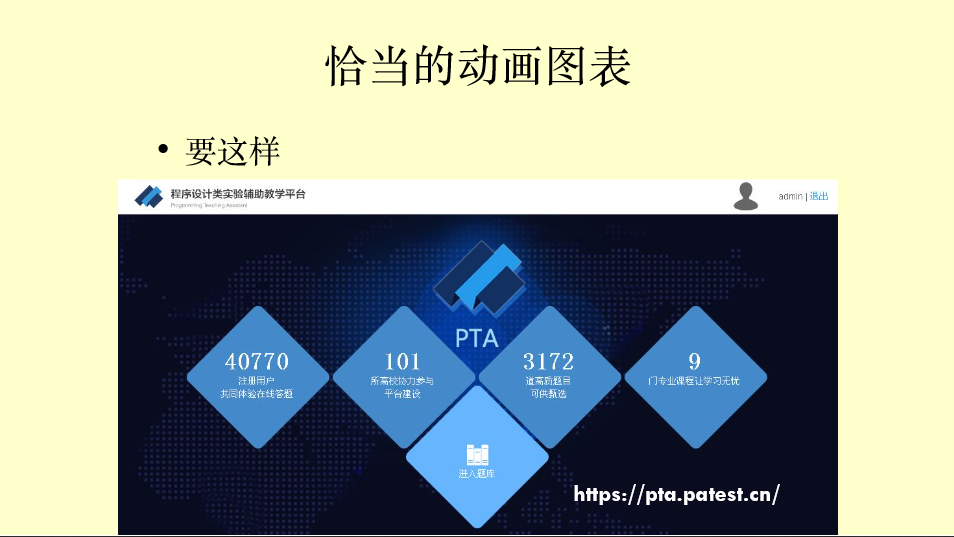 恰当的动画图表
• 要这样
程序设计类实验辅助教学平台
Programming Teaching Assistant
admin | 退出
PTA
40770
注册用户
共同体验在线答题
101
所高校协力参与
平台建设
3172
道高质题目
可供甄选
9
门专业课程让学习无忧
进入题库
https://pta.patest.cn/